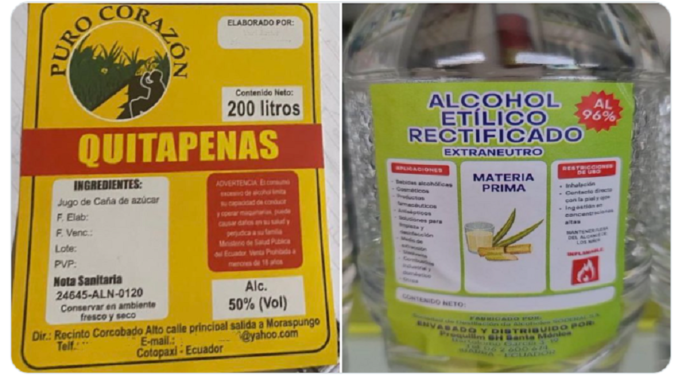 PURO CORAZÓN
ELABORADO POR:
Contenido Neto:
200 litros
QUITAPENAS
INGREDIENTES:
Jugo de Caña de azúcar
F. Elab:
F. Venc.:
Lote:
PVP:
Nota Sanitaria
24645-ALN-0120
Conservar en ambiente
fresco y seco
ADVERTENCIA: El consumo
excesivo de alcohol limita
su capacidad de conducir
y operar maquinarias, puede
causar daños en su salud y
perjudica a su familia
Ministerio de Salud Pública
del Ecuador. Venta Prohibida a
menores de 18 años
Alc.
50% (Vol)
Dir.: Recinto Corcobado Alto calle principal salida a Moraspungo
Telf.: E-mail.: @yahoo.com
Cotopaxi - Ecuador
ALCOHOL
ETÍLICO
RECTIFICADO
EXTRANEUTRO
AL
96%
APLICACIONES
Bebidas alcohólicas
Cosméticos
Productos
farmacéuticos
MATERIA
PRIMA
RESTRICCIONES
DE USO
Inhalación
Contacto directo
con la piel y ojos
Ingestión en
concentraciones
altas
INFLAMABLE
CONTENIDO NETO:
FABRICADO POR:
ENVASADO Y DISTRIBUIDO POR: